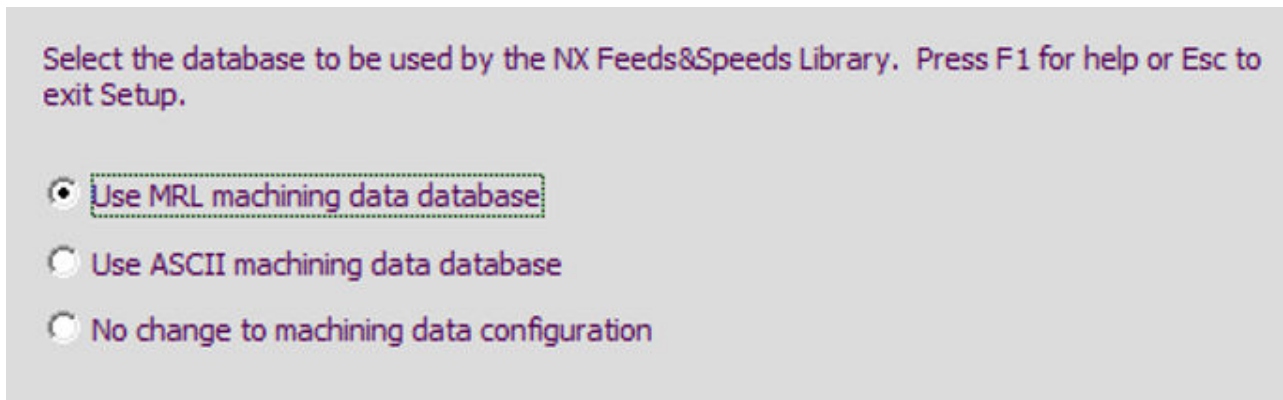 Select the database to be used by the NX Feeds&Speeds Library.  Press F1 for help or Esc to
exit Setup.
Use MRL machining data database
Use ASCII machining data database
No change to machining data configuration